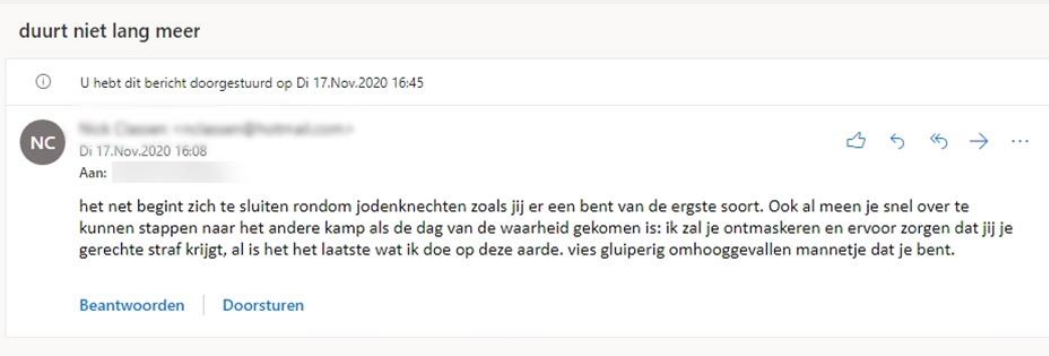 duurt niet lang meer
U hebt dit bericht doorgestuurd op Di 17.Nov.2020 16:45
NC
Di 17.Nov.2020 16:08
Aan:
het net begint zich te sluiten rondom jodenknechten zoals jij er een bent van de ergste soort. Ook al meen je snel over te
kunnen stappen naar het andere kamp als de dag van de waarheid gekomen is: ik zal je ontmaskeren en ervoor zorgen dat jij je
gerechte straf krijgt, al is het het laatste wat ik doe op deze aarde. vies gluiperig omhooggevallen mannetje dat je bent.
Beantwoorden Doorsturen